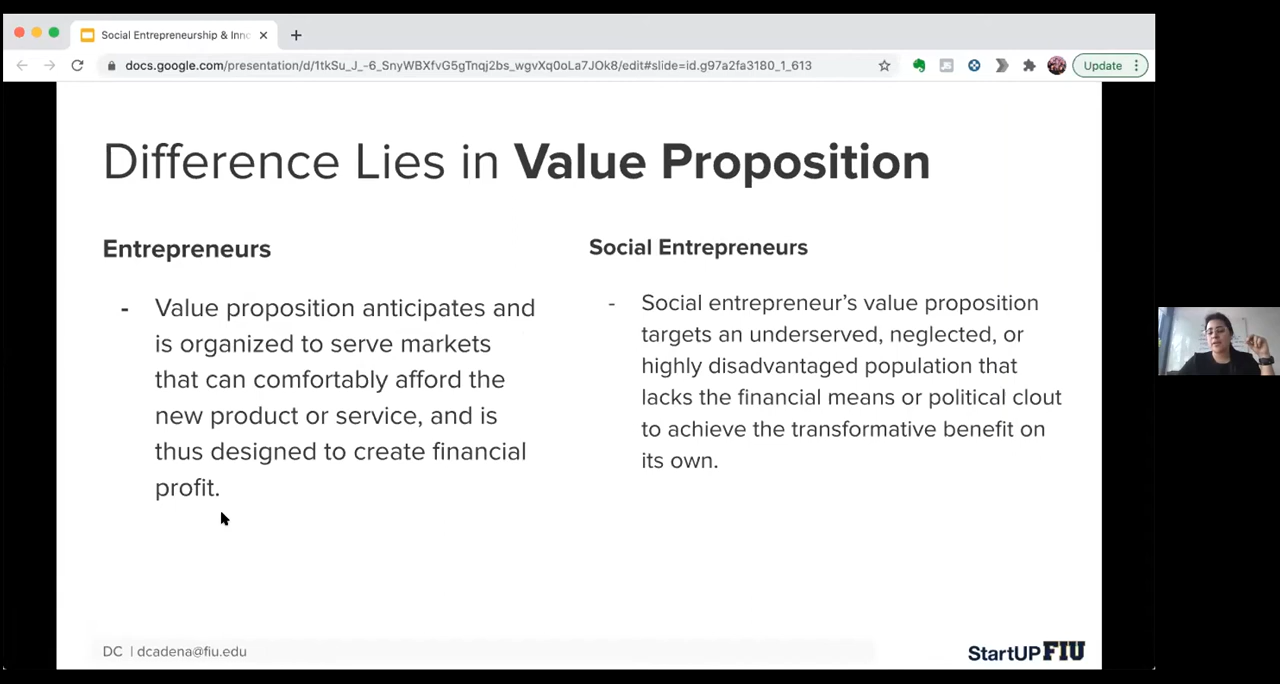 Social Entrepreneurship & Inno
docs.google.com/presentation/d/1tkSu_J_-6_SnyWBXfvG5gTnqj2bs_wgvXq0oLa7JOk8/edit#slide=id.g97a2fa3180_1_613
Update
Difference Lies in Value Proposition
Entrepreneurs
- Value proposition anticipates and
is organized to serve markets
that can comfortably afford the
new product or service, and is
thus designed to create financial
profit.
Social Entrepreneurs
- Social entrepreneur’s value proposition
targets an underserved, neglected, or
highly disadvantaged population that
lacks the financial means or political clout
to achieve the transformative benefit on
its own.
DC | dcadena@fiu.edu
StartUP FIU